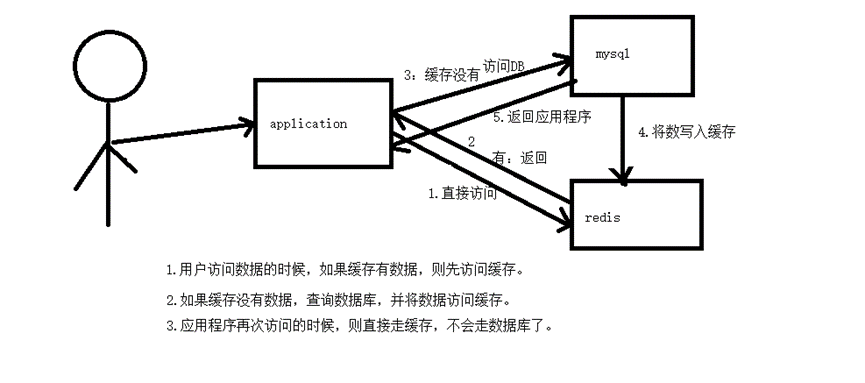 3：缓存没有 访问DB
mysql
application
5.返回应用程序
4.将数写入缓存
2
有：返回
1.直接访问
redis
1.用户访问数据的时候，如果缓存有数据，则先访问缓存。
2.如果缓存没有数据，查询数据库，并将数据访问缓存。
3.应用程序再次访问的时候，则直接走缓存，不会走数据库了。